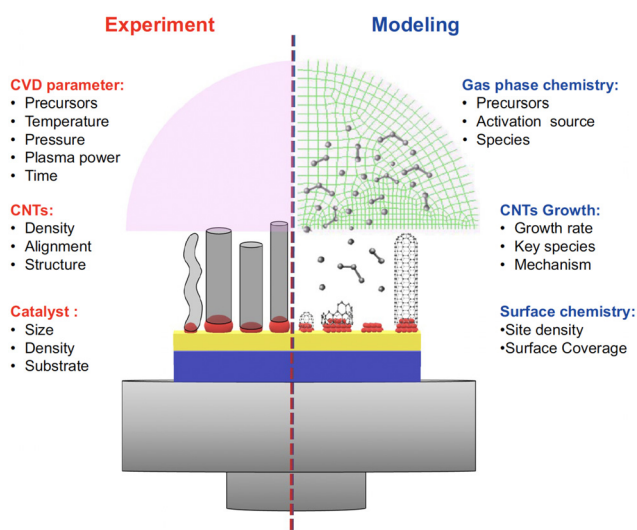 Experiment
Modeling
CVD parameter:
• Precursors
• Temperature
• Pressure
• Plasma power
• Time
CNTs:
• Density
• Alignment
• Structure
Catalyst :
• Size
• Density
• Substrate
Gas phase chemistry:
• Precursors
• Activation source
• Species
CNTs Growth:
• Growth rate
• Key species
• Mechanism
Surface chemistry:
•Site density
•Surface Coverage